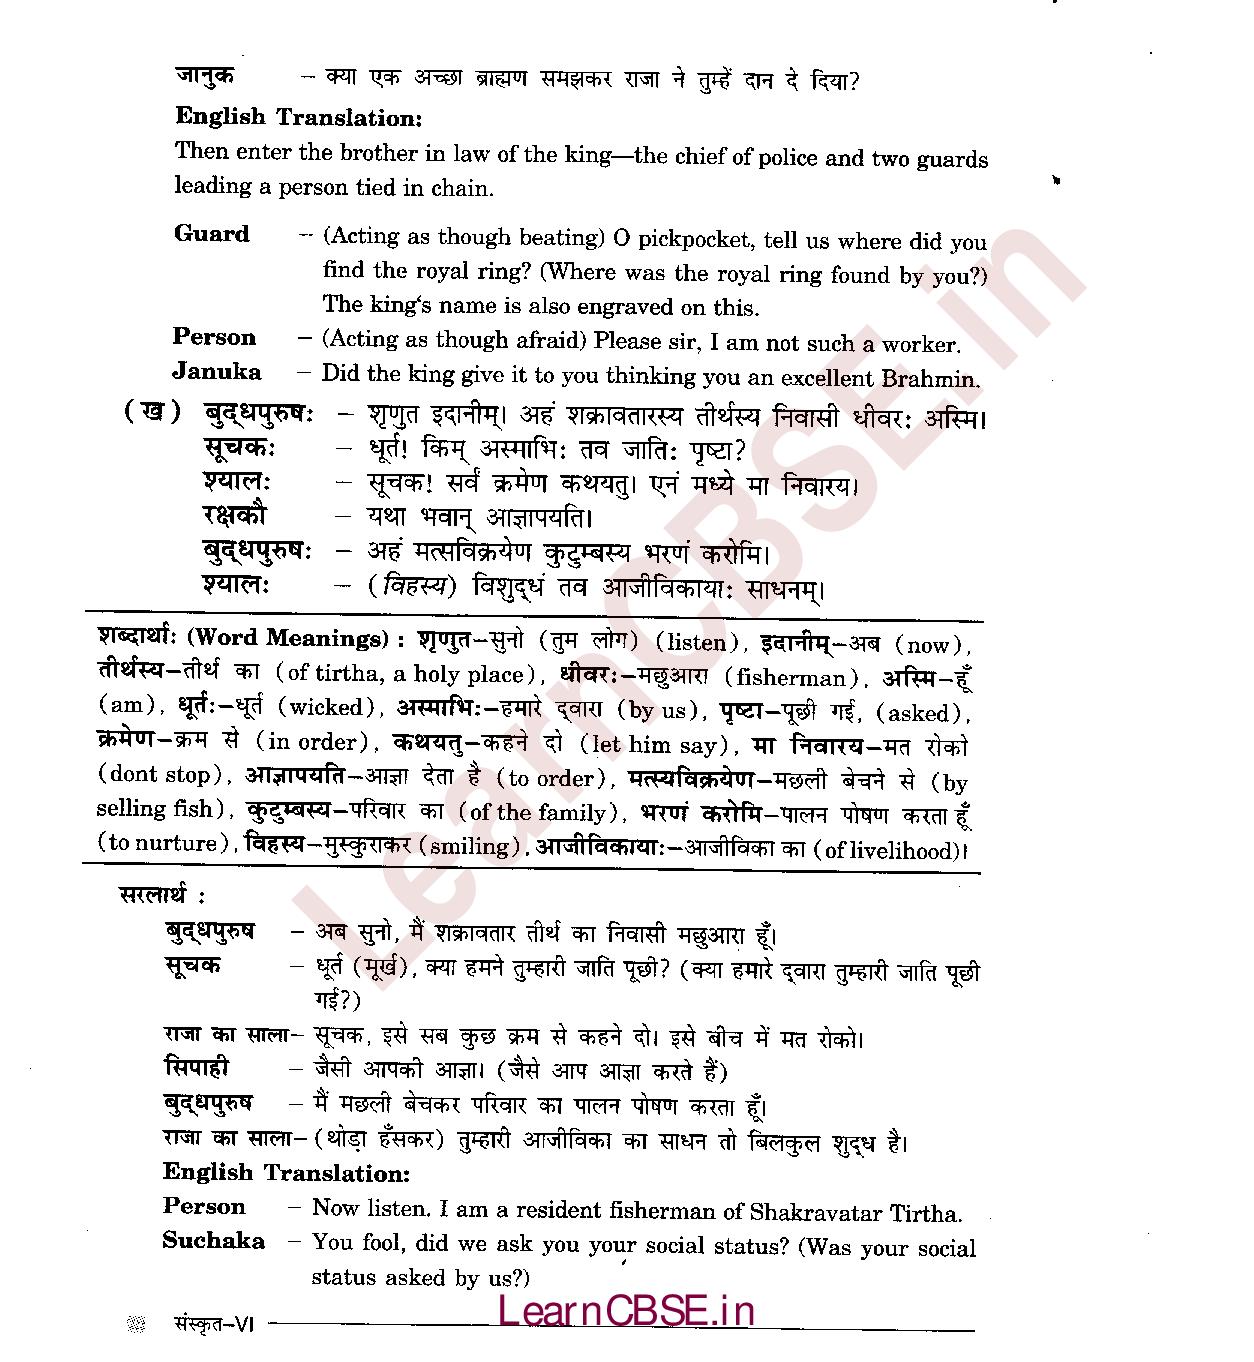 जानुक – क्या एक अच्छा ब्राह्मण समझकर राजा ने तुम्हें दान दे दिया?
English Translation:
Then enter the brother in law of the king—the chief of police and two guards
leading a person tied in chain.
Guard – (Acting as though beating) O pickpocket, tell us where did you
find the royal ring? (Where was the royal ring found by you?)
The king's name is also engraved on this.
Person – (Acting as though afraid) Please sir, I am not such a worker.
Januka – Did the king give it to you thinking you an excellent Brahmin.
(ख) बुद्धपुरुषः – शृणुत इदानीम्। अहं शक्रावतारस्य तीर्थस्य निवासी धीवरः अस्मि।
सूचकः – धूर्त! किम् अस्माभिः तव जातिः पृष्टा?
श्यालः – सूचक! सर्वं क्रमेण कथयतु। एनं मध्ये मा निवारय।
रक्षकौ – यथा भवान् आज्ञापयति।
बुद्धपुरुषः – अहं मत्सविक्रयेण कुटुम्बस्य भरणं करोमि।
श्यालः – (विहस्य) विशुद्धं तव आजीविकायाः साधनम्।
शब्दार्थाः (Word Meanings) : शृणुत–सुनो (तुम लोग) (listen), इदानीम्–अब (now),
तीर्थस्य–तीर्थ का (of tirtha, a holy place), धीवरः–मछुआरा (fisherman), अस्मि–हूँ
(am), धूर्तः–धूर्त (wicked), अस्माभिः–हमारे द्वारा (by us), पृष्टा–पूछी गई, (asked),
क्रमेण–क्रम से (in order), कथयतु–कहने दो (let him say), मा निवारय–मत रोको
(dont stop), आज्ञापयति–आज्ञा देता है (to order), मत्स्यविक्रयेण–मछली बेचने से (by
selling fish), कुटुम्बस्य–परिवार का (of the family), भरणं करोमि–पालन पोषण करता हूँ
(to nurture), विहस्य–मुस्कुराकर (smiling), आजीविकायाः–आजीविका का (of livelihood)।
सरलार्थ :
बुद्धपुरुष – अब सुनो, मैं शक्रावतार तीर्थ का निवासी मछुआरा हूँ।
सूचक – धूर्त (मूर्ख), क्या हमने तुम्हारी जाति पूछी? (क्या हमारे द्वारा तुम्हारी जाति पूछी
गई?)
राजा का साला– सूचक, इसे सब कुछ क्रम से कहने दो। इसे बीच में मत रोको।
सिपाही – जैसी आपकी आज्ञा। (जैसे आप आज्ञा करते हैं)
बुद्धपुरुष – मैं मछली बेचकर परिवार का पालन पोषण करता हूँ।
राजा का साला– (थोड़ा हँसकर) तुम्हारी आजीविका का साधन तो बिलकुल शुद्ध है।
English Translation:
Person – Now listen. I am a resident fisherman of Shakravatar Tirtha.
Suchaka – You fool, did we ask you your social status? (Was your social
status asked by us?)
LearnCBSE.in
संस्कृत–VI
LearnCBSE.in